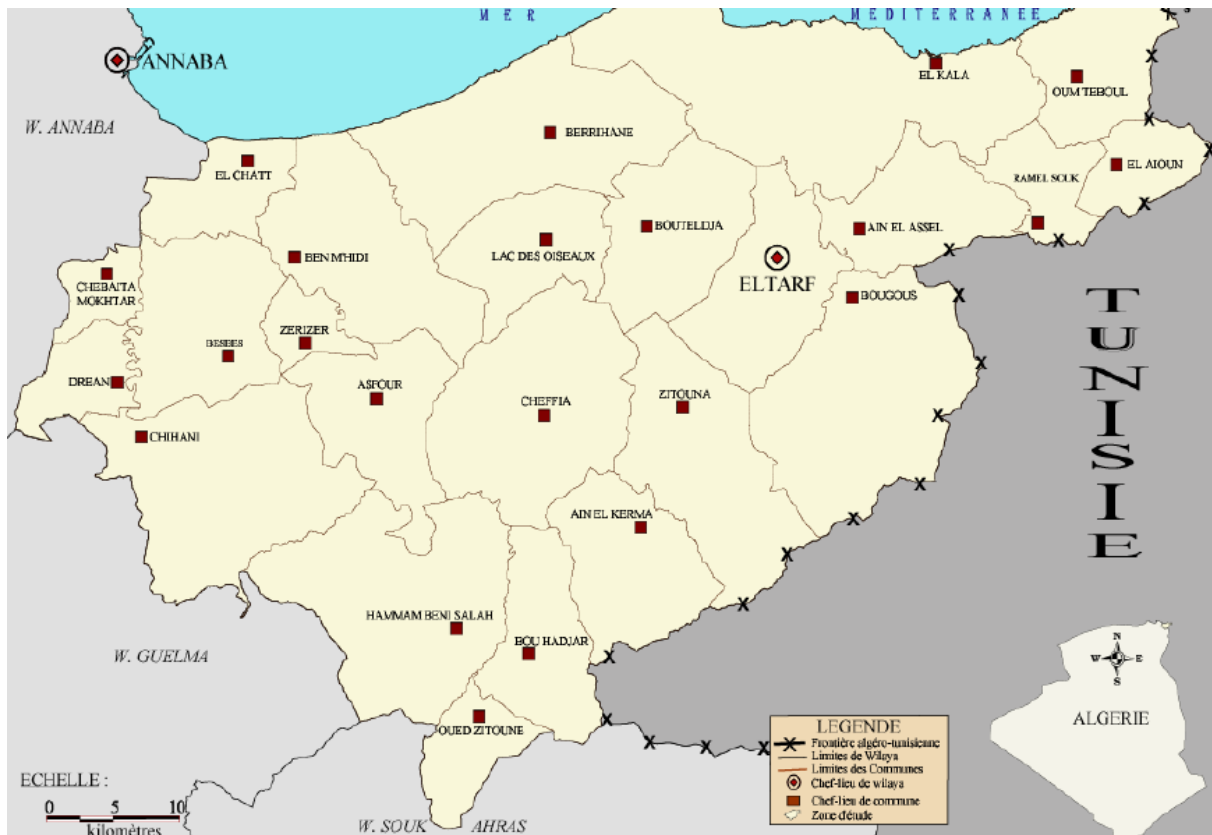 MER MEDITERRANEE
ANNABA
EL KALA
OUM TEBOUL
W. ANNABA
BERRIHANE
EL CHATT
EL AIOUN
RAMEL SOUK
BOUTELDJA
AIN EL ASSEL
LAC DES OISEAUX
BEN M'HIDI
CHEBAITA
MOKHTAR
ELTARF
BOUGOUS
ZERIZER
BESBES
DREAN
ASFOUR
CHEFFIA
ZITOUNA
CHIHANI
TUNISIE
AIN EL KERMA
HAMMAM BENI SALAH
BOU HADJAR
W. GUELMA
OUED ZITOUNE
N
W E
S
ALGERIE
LEGENDE
Frontière algéro-tunisienne
Limites de Wilaya
Limites des Communes
Chef-lieu de wilaya
Chef-lieu de commune
Zone d'étude
ECHELLE :
0 5 10
kilomètres
W. SOUK AHRAS